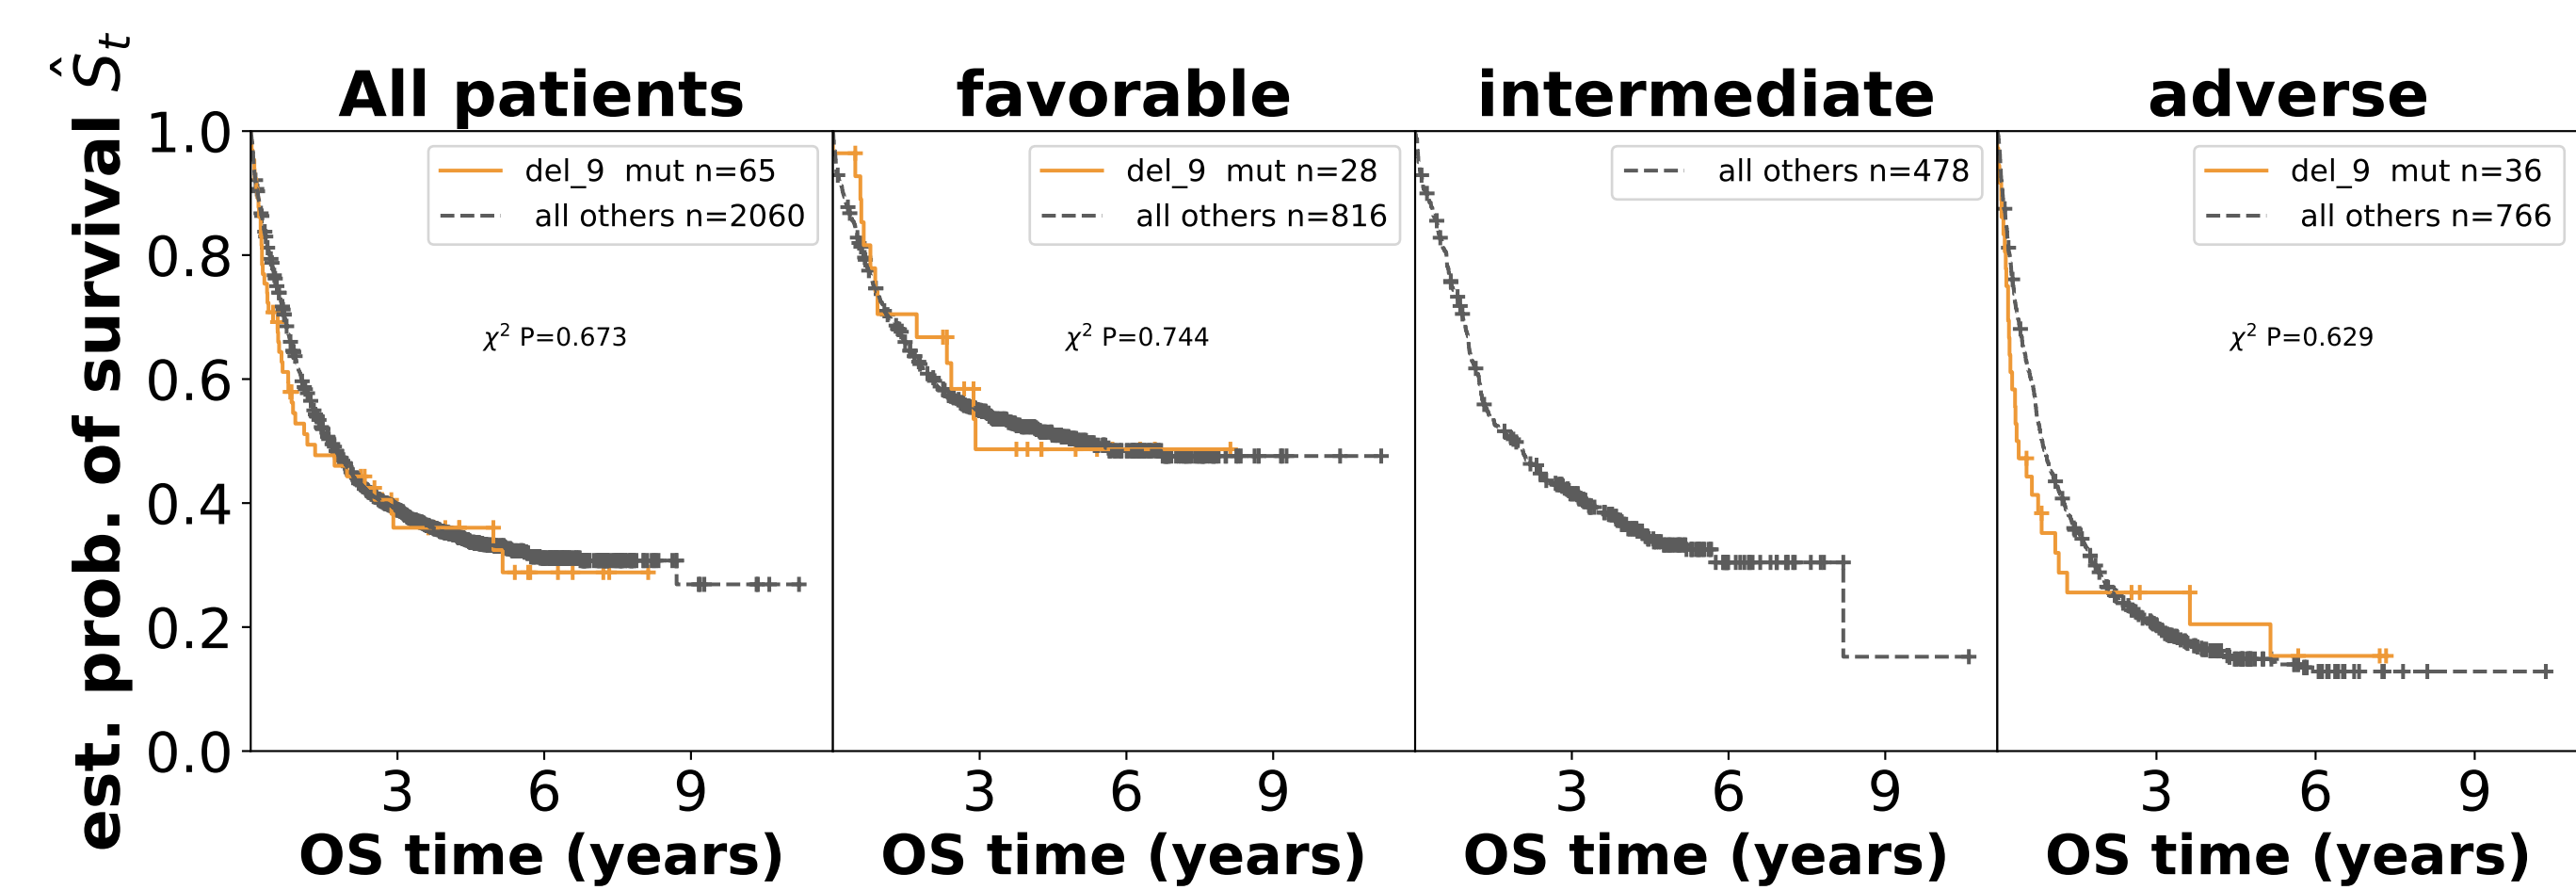 All patients
favorable
intermediate
adverse
est. prob. of survival Ŝt
1.0
0.8
0.6
0.4
0.2
0.0
del_9 mut n=65
all others n=2060
χ² P=0.673
del_9 mut n=28
all others n=816
χ² P=0.744
all others n=478
del_9 mut n=36
all others n=766
χ² P=0.629
3 6 9
3 6 9
3 6 9
3 6 9
OS time (years)
OS time (years)
OS time (years)
OS time (years)